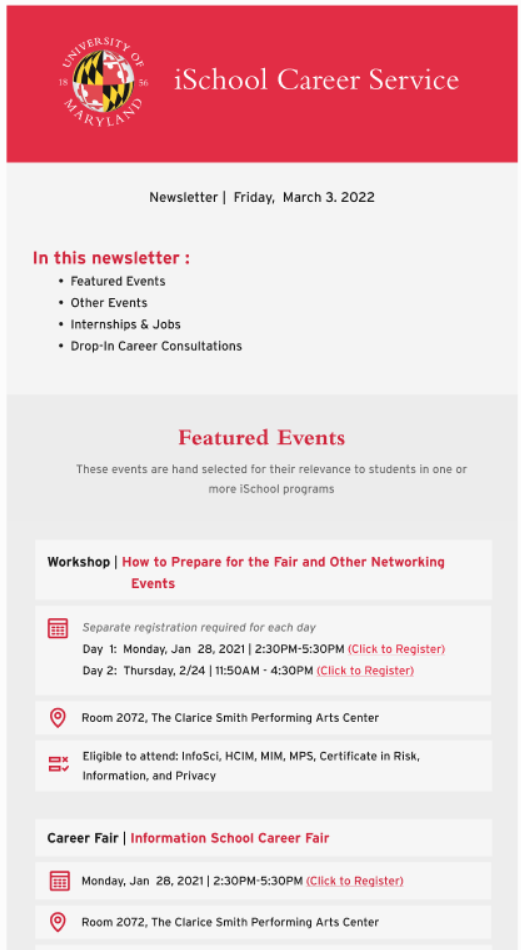 UNIVERSITY OF
18 56
MARYLAND
iSchool Career Service
Newsletter | Friday, March 3. 2022
In this newsletter :
• Featured Events
• Other Events
• Internships & Jobs
• Drop-In Career Consultations
Featured Events
These events are hand selected for their relevance to students in one or
more iSchool programs
Workshop | How to Prepare for the Fair and Other Networking
Events
Separate registration required for each day
Day 1: Monday, Jan 28, 2021 | 2:30PM-5:30PM (Click to Register)
Day 2: Thursday, 2/24 | 11:50AM - 4:30PM (Click to Register)
Room 2072, The Clarice Smith Performing Arts Center
Eligible to attend: InfoSci, HCIM, MIM, MPS, Certificate in Risk,
Information, and Privacy
Career Fair | Information School Career Fair
Monday, Jan 28, 2021 | 2:30PM-5:30PM (Click to Register)
Room 2072, The Clarice Smith Performing Arts Center